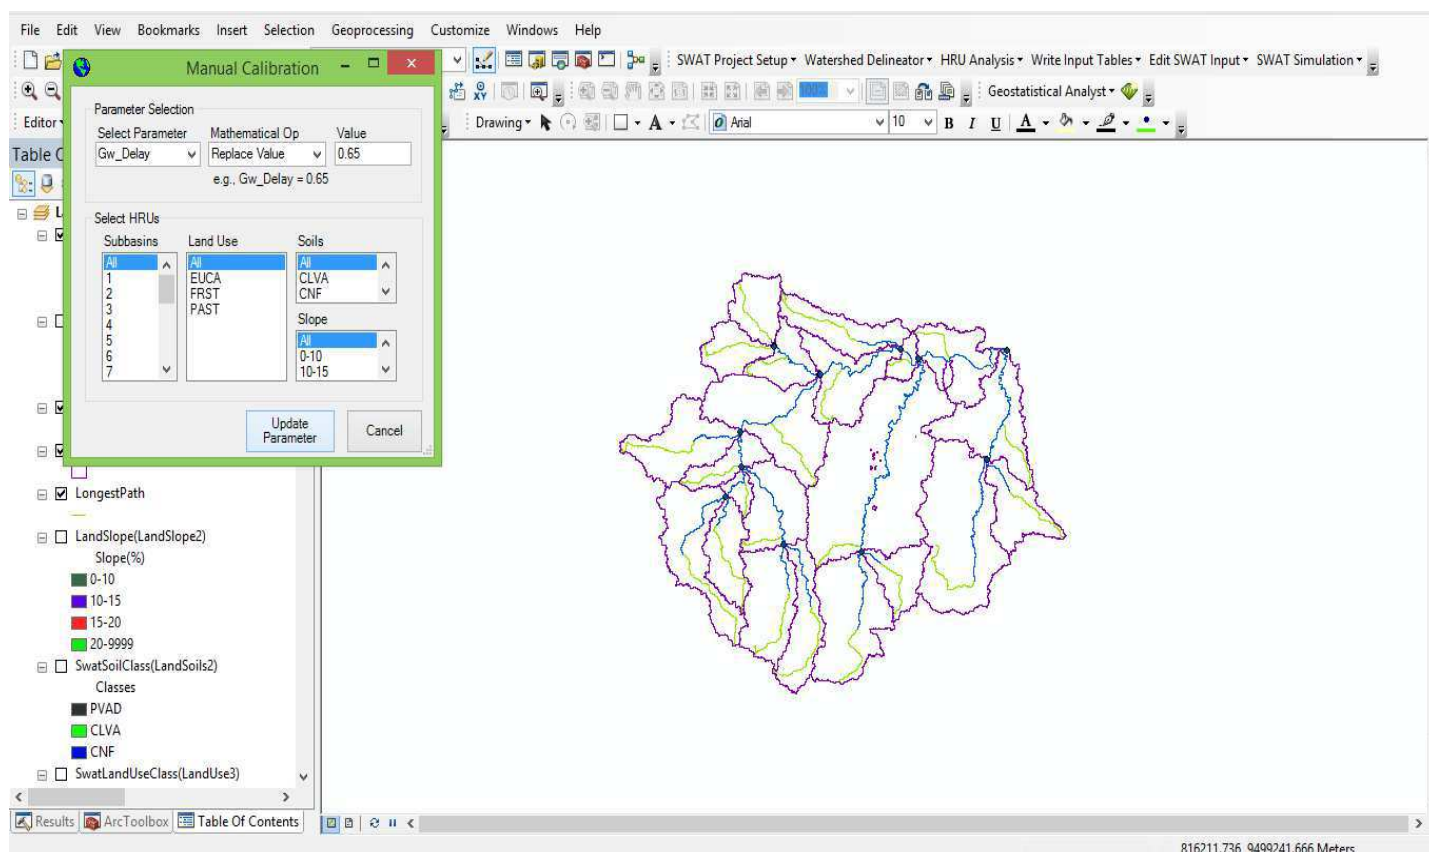 File Edit View Bookmarks Insert Selection Geoprocessing Customize Windows Help
SWAT Project Setup Watershed Delineator HRU Analysis Write Input Tables Edit SWAT Input SWAT Simulation
XY 100% Geostatistical Analyst
Editor Drawing A Arial 10 B I U A
Manual Calibration
Parameter Selection
Select Parameter Mathematical Op Value
Gw_Delay Replace Value 0.65
e.g., Gw_Delay = 0.65
Select HRUs
Subbasins Land Use Soils
All All All
1 EUCA CLVA
2 FRST CNF
3 PAST
4 Slope
5 All
6 0-10
7 10-15
Update
Parameter
Cancel
Table C
L
LongestPath
LandSlope(LandSlope2)
Slope(%)
0-10
10-15
15-20
20-9999
SwatSoilClass(LandSoils2)
Classes
PVAD
CLVA
CNF
SwatLandUseClass(LandUse3)
Results ArcToolbox Table Of Contents
816211,736 9499241,666 Meters